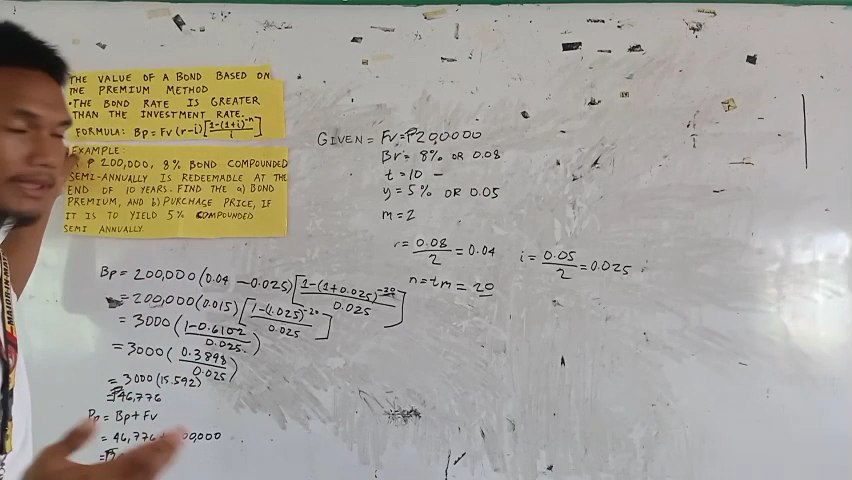 THE VALUE OF A BOND BASED ON
THE PREMIUM METHOD
•THE BOND RATE IS GREATER
THAN THE INVESTMENT RATE.
FORMULA: Bp = Fv (r-i) [1-(1+i)^-n / i]
EXAMPLE:
₱ 200,000, 8% BOND COMPOUNDED
SEMI-ANNUALLY IS REDEEMABLE AT THE
END OF 10 YEARS. FIND THE a) BOND
PREMIUM, AND b) PURCHASE PRICE, IF
IT IS TO YIELD 5% COMPOUNDED
SEMI ANNUALLY.
GIVEN = Fv = ₱200,000
Br = 8% OR 0.08
t = 10 -
y = 5% OR 0.05
m = 2
r = 0.08 / 2 = 0.04
i = 0.05 / 2 = 0.025
n = tm = 20
Bp = 200,000 (0.04 - 0.025) [1-(1+0.025)^-20 / 0.025]
= 200,000 (0.015) [1-(1.025)^-20 / 0.025]
= 3000 (1-0.6102 / 0.025)
= 3000 (0.3898 / 0.025)
= 3000 (15.592)
= ₱46,776
Pp = Bp + Fv
= 46,776 00,000
=